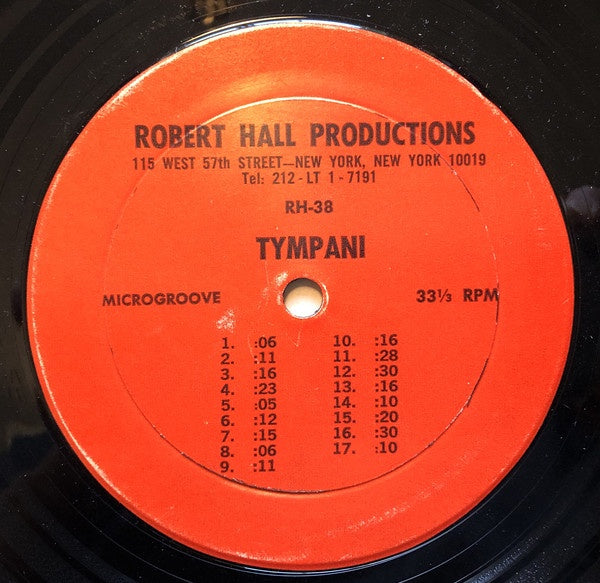 ROBERT HALL PRODUCTIONS
115 WEST 57th STREET—NEW YORK, NEW YORK 10019
Tel: 212 - LT 1 - 7191
RH-38
TYMPANI
MICROGROOVE 33⅓ RPM
1. :06
2. :11
3. :16
4. :23
5. :05
6. :12
7. :15
8. :06
9. :11
10. :16
11. :28
12. :30
13. :16
14. :10
15. :20
16. :30
17. :10